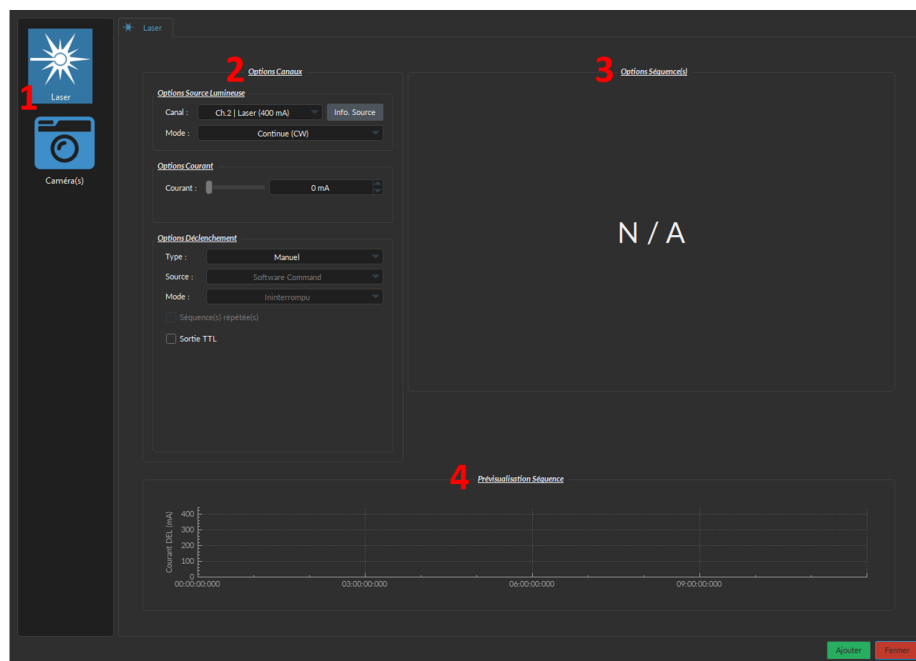 Laser
1
Laser
Caméra(s)
2
Options Canaux
Options Source Lumineuse
Canal : Ch.2 | Laser (400 mA) Info. Source
Mode : Continue (CW)
Options Courant
Courant : 0 mA
Options Déclenchement
Type : Manuel
Source : Software Command
Mode : Ininterrompu
Séquence(s) répétée(s)
Sortie TTL
3
Options Séquence(s)
N / A
4
Prévisualisation Séquence
Courant DEL (mA)
400
300
200
100
0
00:00:00:000 03:00:00:000 06:00:00:000 09:00:00:000
Ajouter Fermer